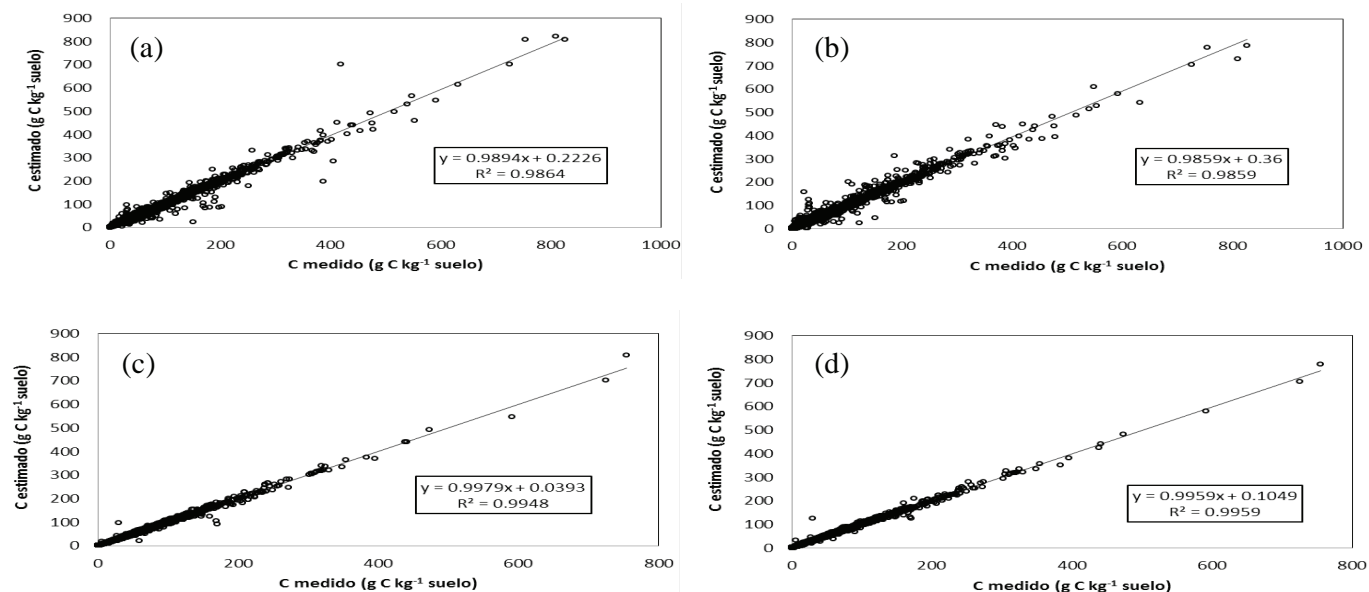 (a)
C estimado (g C kg⁻¹ suelo)
900
800
700
600
500
400
300
200
100
0
y = 0.9894x + 0.2226
R² = 0.9864
0 200 400 600 800 1000
C medido (g C kg⁻¹ suelo)
(b)
C estimado (g C kg⁻¹ suelo)
900
800
700
600
500
400
300
200
100
0
y = 0.9859x + 0.36
R² = 0.9859
0 200 400 600 800 1000
C medido (g C kg⁻¹ suelo)
(c)
C estimado (g C kg⁻¹ suelo)
900
800
700
600
500
400
300
200
100
0
y = 0.9979x + 0.0393
R² = 0.9948
0 200 400 600 800
C medido (g C kg⁻¹ suelo)
(d)
C estimado (g C kg⁻¹ suelo)
900
800
700
600
500
400
300
200
100
0
y = 0.9959x + 0.1049
R² = 0.9959
0 200 400 600 800
C medido (g C kg⁻¹ suelo)